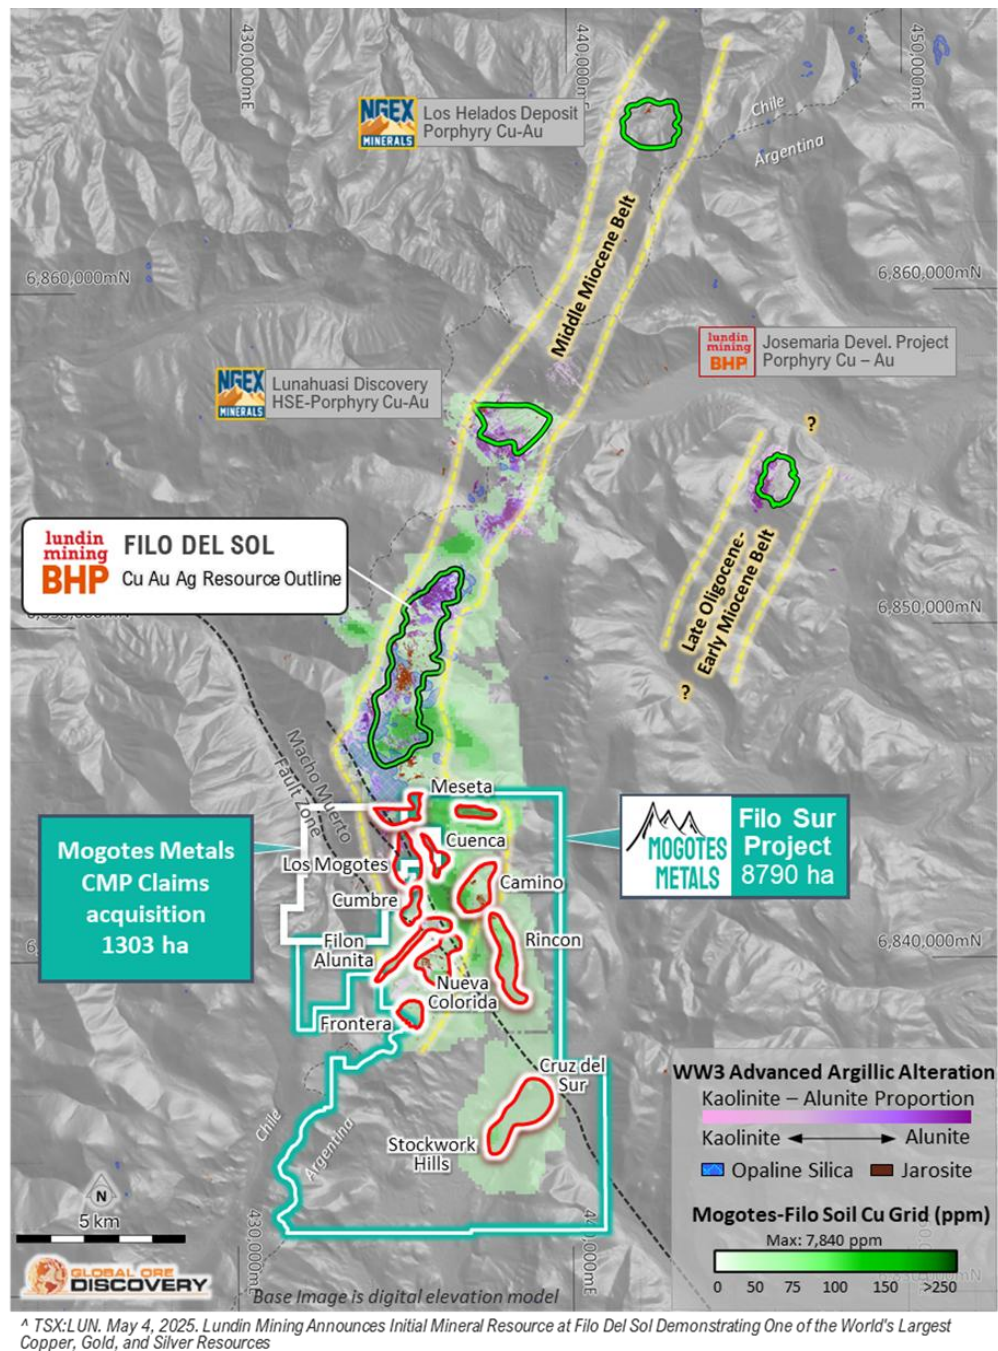 430,000mE
440,000mE
450,000mE
NGEX
MINERALS
Los Helados Deposit
Porphyry Cu-Au
Chile
Argentina
Middle Miocene Belt
6,860,000mN
6,860,000mN
lundin
mining
BHP
Josemaria Devel. Project
Porphyry Cu – Au
NGEX
MINERALS
Lunahuasi Discovery
HSE-Porphyry Cu-Au
?
lundin
mining
BHP
FILO DEL SOL
Cu Au Ag Resource Outline
Late Oligocene-
Early Miocene Belt
6,850,000mN
?
Macho Muerto
Fault Zone
Meseta
Mogotes Metals
CMP Claims
acquisition
1303 ha
MOGOTES
METALS
Filo Sur
Project
8790 ha
Cuenca
Los Mogotes
Camino
Cumbre
Filon
Alunita
Rincon
6,840,000mN
Nueva
Colorida
Frontera
Cruz del
Sur
Stockwork
Hills
Chile
Argentina
WW3 Advanced Argillic Alteration
Kaolinite – Alunite Proportion
Kaolinite
Alunite
Opaline Silica
Jarosite
Mogotes-Filo Soil Cu Grid (ppm)
Max: 7,840 ppm
0 50 75 100 150 >250
N
5 km
430,000mE
GLOBAL ORE
DISCOVERY
Base Image is digital elevation model
^ TSX:LUN. May 4, 2025. Lundin Mining Announces Initial Mineral Resource at Filo Del Sol Demonstrating One of the World's Largest
Copper, Gold, and Silver Resources